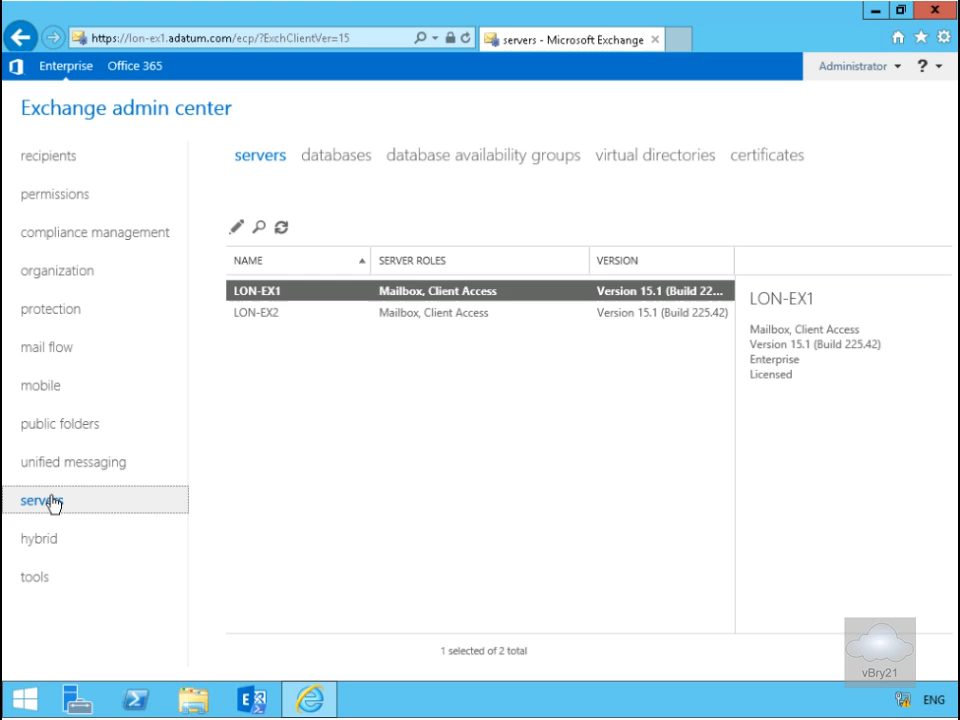 https://lon-ex1.adatum.com/ecp/?ExchClientVer=15
servers - Microsoft Exchange
Enterprise Office 365
Administrator ?
Exchange admin center
recipients
permissions
compliance management
organization
protection
mail flow
mobile
public folders
unified messaging
servers
hybrid
tools
servers databases database availability groups virtual directories certificates
NAME SERVER ROLES VERSION
LON-EX1 Mailbox, Client Access Version 15.1 (Build 22...
LON-EX2 Mailbox, Client Access Version 15.1 (Build 225.42)
LON-EX1
Mailbox, Client Access
Version 15.1 (Build 225.42)
Enterprise
Licensed
1 selected of 2 total
vBry21
ENG